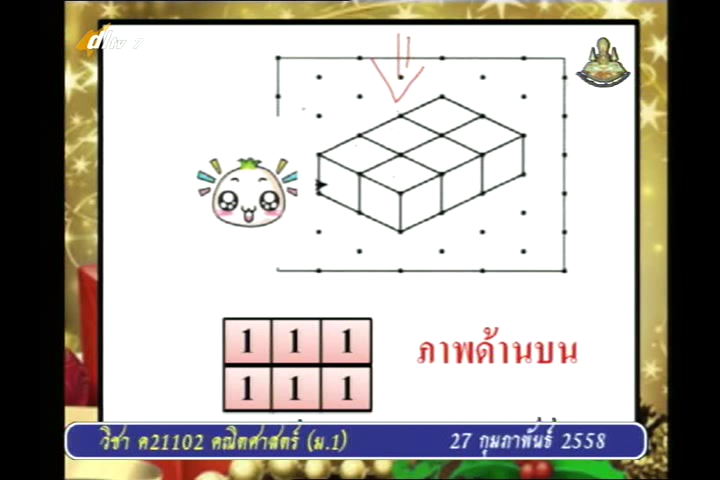 dltv 7
1 1 1
1 1 1
ภาพด้านบน
วิชา ค21102 คณิตศาสตร์ (ม.1)
27 กุมภาพันธ์ 2558